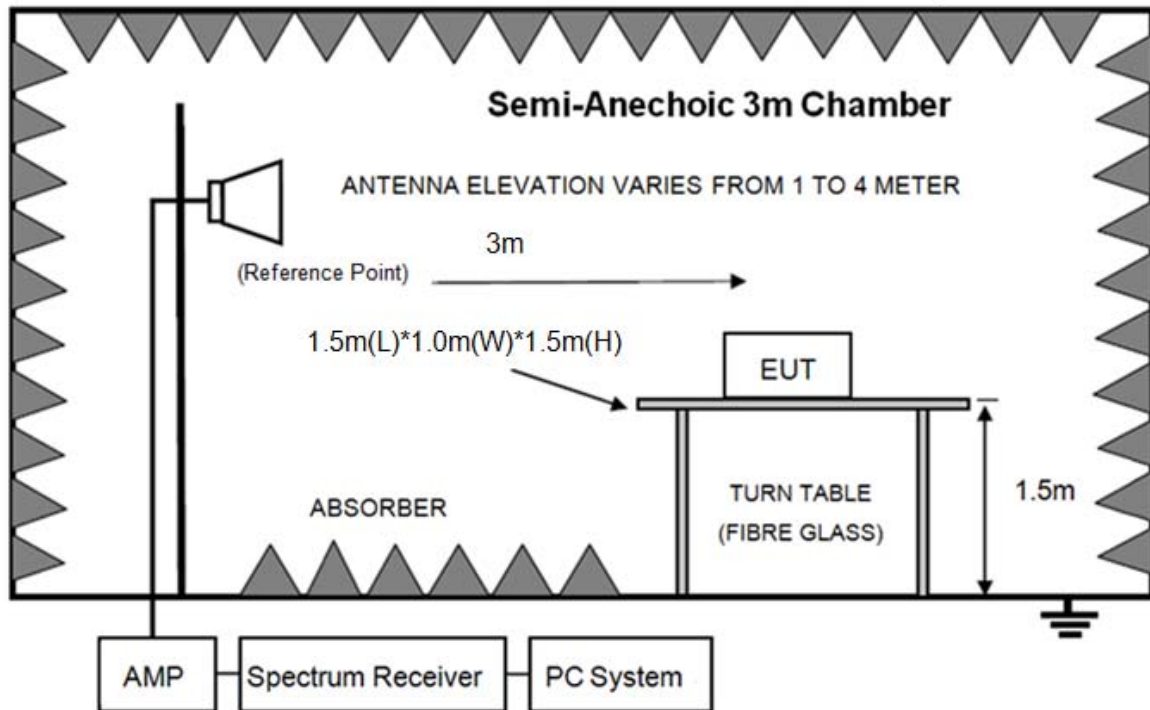 Semi-Anechoic 3m Chamber
ANTENNA ELEVATION VARIES FROM 1 TO 4 METER
3m
(Reference Point)
1.5m(L)*1.0m(W)*1.5m(H)
EUT
ABSORBER
TURN TABLE
(FIBRE GLASS)
1.5m
AMP
Spectrum Receiver
PC System